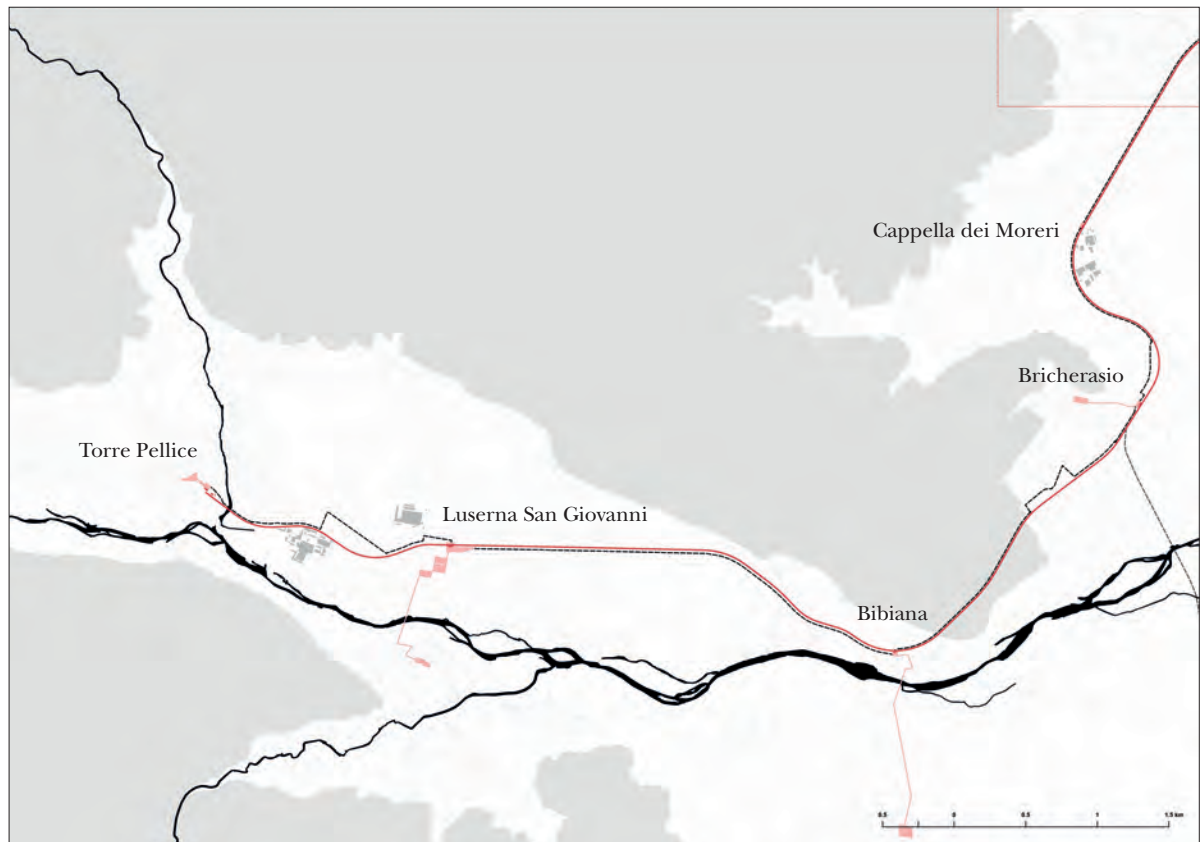 Cappella dei Moreri
Bricherasio
Torre Pellice
Luserna San Giovanni
Bibiana
0.5 0 0.5 1 1.5 km